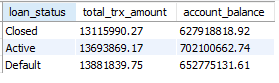 loan_status total_trx_amount account_balance
Closed 13115990.27 627918818.92
Active 13693869.17 702100662.74
Default 13881839.75 652775131.61